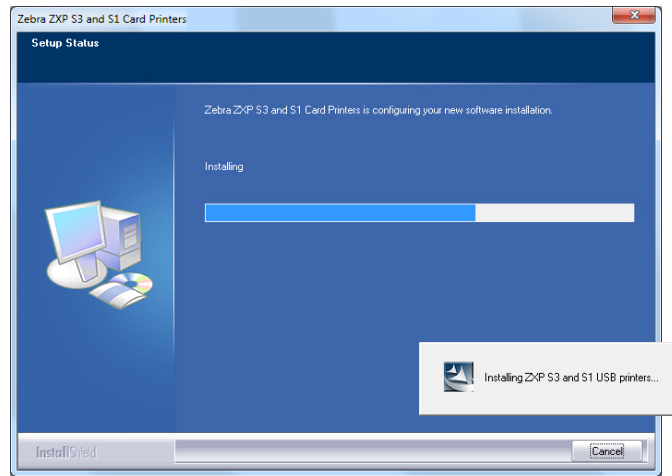 Zebra ZXP S3 and S1 Card Printers
Setup Status
Zebra ZXP S3 and S1 Card Printers is configuring your new software installation.
Installing
Installing ZXP S3 and S1 USB printers...
InstallShield
Cancel